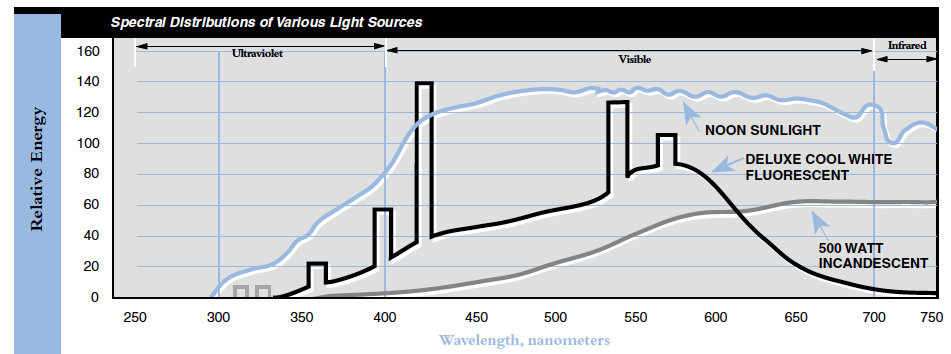 Spectral Distributions of Various Light Sources
Ultraviolet
Visible
Infrared
160
140
120
100
80
60
40
20
0
Relative Energy
NOON SUNLIGHT
DELUXE COOL WHITE
FLUORESCENT
500 WATT
INCANDESCENT
250 300 350 400 450 500 550 600 650 700 750
Wavelength, nanometers